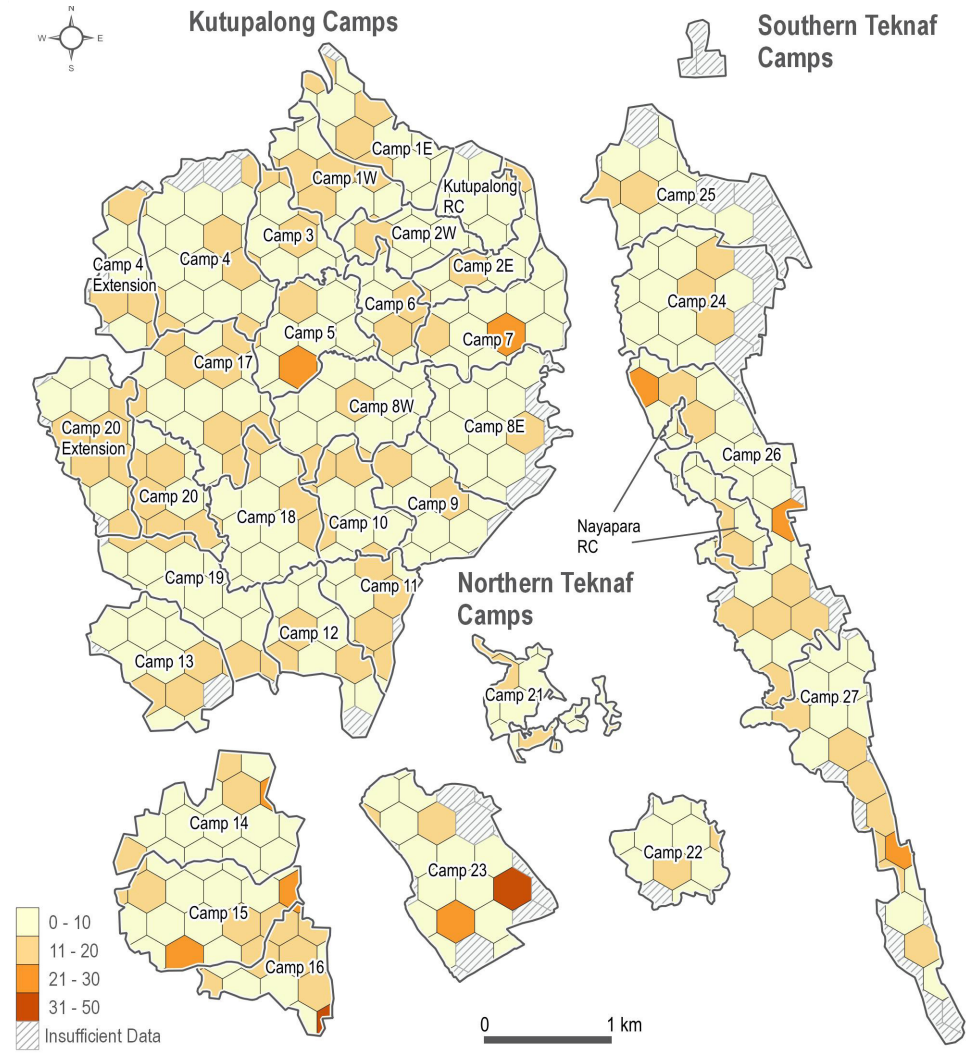 N
W
E
S
Kutupalong Camps
Southern Teknaf
Camps
Camp 1E
Camp 1W
Kutupalong
RC
Camp 25
Camp 3
Camp 2W
Camp 4
Camp 4
Extension
Camp 2E
Camp 6
Camp 24
Camp 5
Camp 7
Camp 17
Camp 8W
Camp 20
Extension
Camp 8E
Camp 26
Camp 20
Camp 9
Camp 18
Camp 10
Nayapara
RC
Camp 19
Camp 11
Northern Teknaf
Camps
Camp 12
Camp 13
Camp 21
Camp 27
Camp 14
Camp 22
Camp 23
Camp 15
Camp 16
0 - 10
11 - 20
21 - 30
31 - 50
Insufficient Data
0
1 km